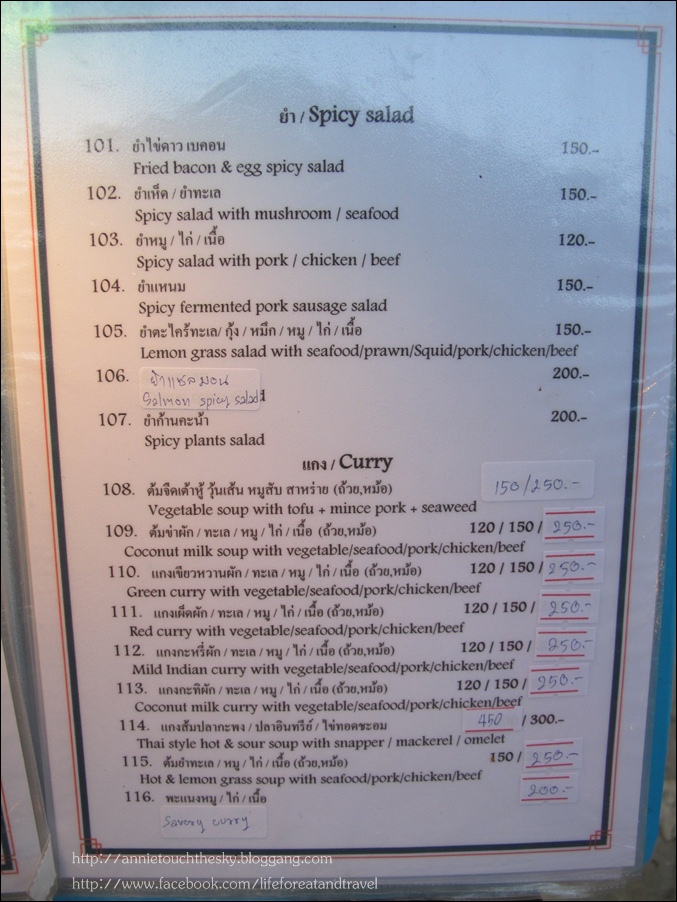 ยำ / Spicy salad
101. ยำไข่ดาว เบคอน 150.-
Fried bacon & egg spicy salad
102. ยำเห็ด / ยำทะเล 150.-
Spicy salad with mushroom / seafood
103. ยำหมู / ไก่ / เนื้อ 120.-
Spicy salad with pork / chicken / beef
104. ยำแหนม 150.-
Spicy fermented pork sausage salad
105. ยำตะไคร้ทะเล/ กุ้ง / หมึก / หมู / ไก่ / เนื้อ 150.-
Lemon grass salad with seafood/prawn/Squid/pork/chicken/beef
106. ยำแซลมอน 200.-
Salmon spicy salad
107. ยำก้านคะน้า 200.-
Spicy plants salad
แกง / Curry
108. ต้มจืดเต้าหู้ วุ้นเส้น หมูสับ สาหร่าย (ถ้วย,หม้อ) 150/250.-
Vegetable soup with tofu + mince pork + seaweed
109. ต้มข่าผัก / ทะเล / หมู / ไก่ / เนื้อ (ถ้วย,หม้อ) 120 / 150 / 250.-
Coconut milk soup with vegetable/seafood/pork/chicken/beef
110. แกงเขียวหวานผัก / ทะเล / หมู / ไก่ / เนื้อ (ถ้วย,หม้อ) 120 / 150 / 250.-
Green curry with vegetable/seafood/pork/chicken/beef
111. แกงเผ็ดผัก / ทะเล / หมู / ไก่ / เนื้อ (ถ้วย,หม้อ) 120 / 150 / 250.-
Red curry with vegetable/seafood/pork/chicken/beef
112. แกงกะหรี่ผัก / ทะเล / หมู / ไก่ / เนื้อ (ถ้วย,หม้อ) 120 / 150 / 250.-
Mild Indian curry with vegetable/seafood/pork/chicken/beef
113. แกงกะทิผัก / ทะเล / หมู / ไก่ / เนื้อ (ถ้วย,หม้อ) 120 / 150 / 250.-
Coconut milk curry with vegetable/seafood/pork/chicken/beef
114. แกงส้มปลากะพง / ปลาอินทรีย์ / ไข่ทอดชะอม 450 / 300.-
Thai style hot & sour soup with snapper / mackerel / omelet
115. ต้มยำทะเล / หมู / ไก่ / เนื้อ (ถ้วย,หม้อ) 150 / 250.-
Hot & lemon grass soup with seafood/pork/chicken/beef
116. พะแนงหมู / ไก่ / เนื้อ 200.-
Savery curry
http://annietouchthesky.bloggang.com
http://www.facebook.com/lifeforeatandtravel